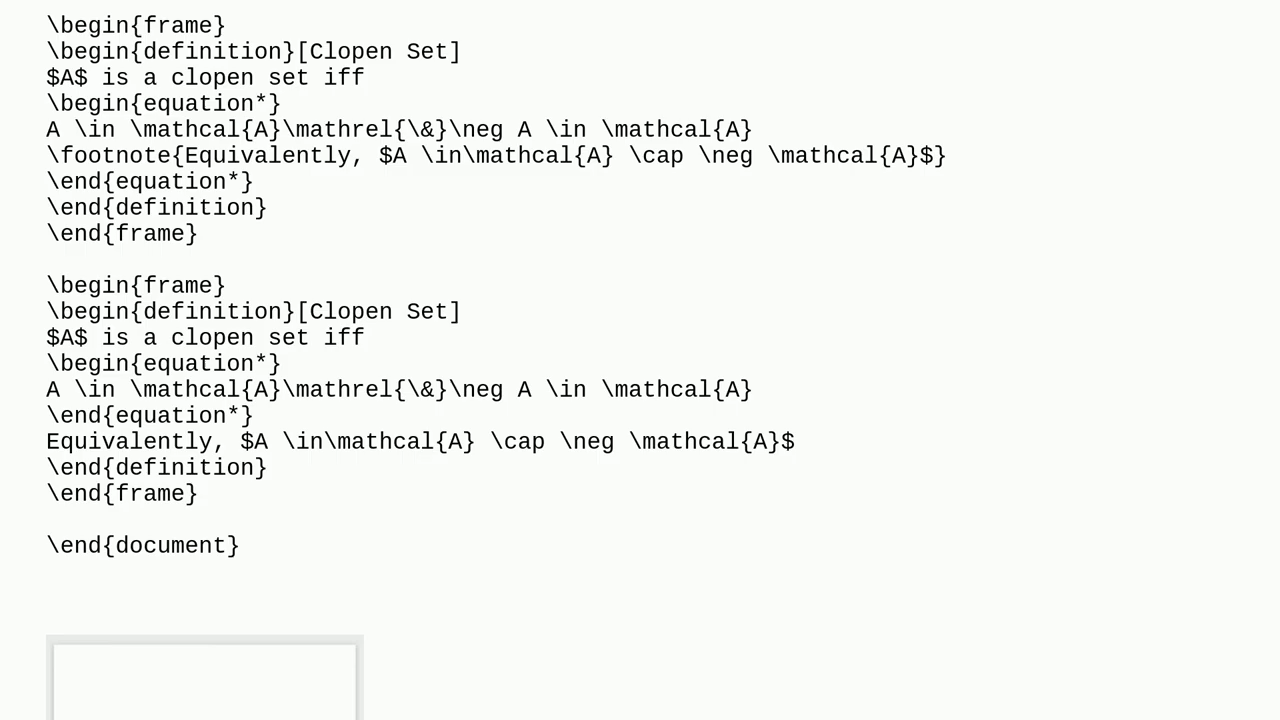 \begin{frame}
\begin{definition}[Clopen Set]
$A$ is a clopen set iff
\begin{equation*}
A \in \mathcal{A}\mathrel{\&}\neg A \in \mathcal{A}
\footnote{Equivalently, $A \in\mathcal{A} \cap \neg \mathcal{A}$}
\end{equation*}
\end{definition}
\end{frame}

\begin{frame}
\begin{definition}[Clopen Set]
$A$ is a clopen set iff
\begin{equation*}
A \in \mathcal{A}\mathrel{\&}\neg A \in \mathcal{A}
\end{equation*}
Equivalently, $A \in\mathcal{A} \cap \neg \mathcal{A}$
\end{definition}
\end{frame}

\end{document}